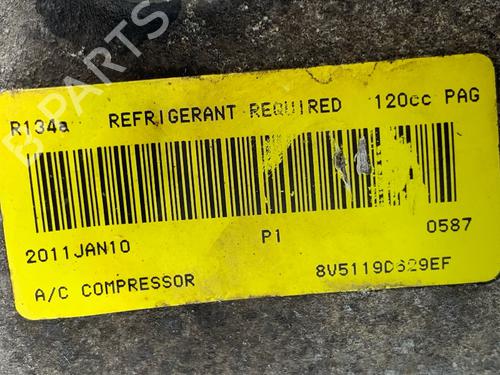 R134a REFRIGERANT REQUIRED 120cc PAG
2011JAN10 P1 0587
A/C COMPRESSOR 8V5119D629EF